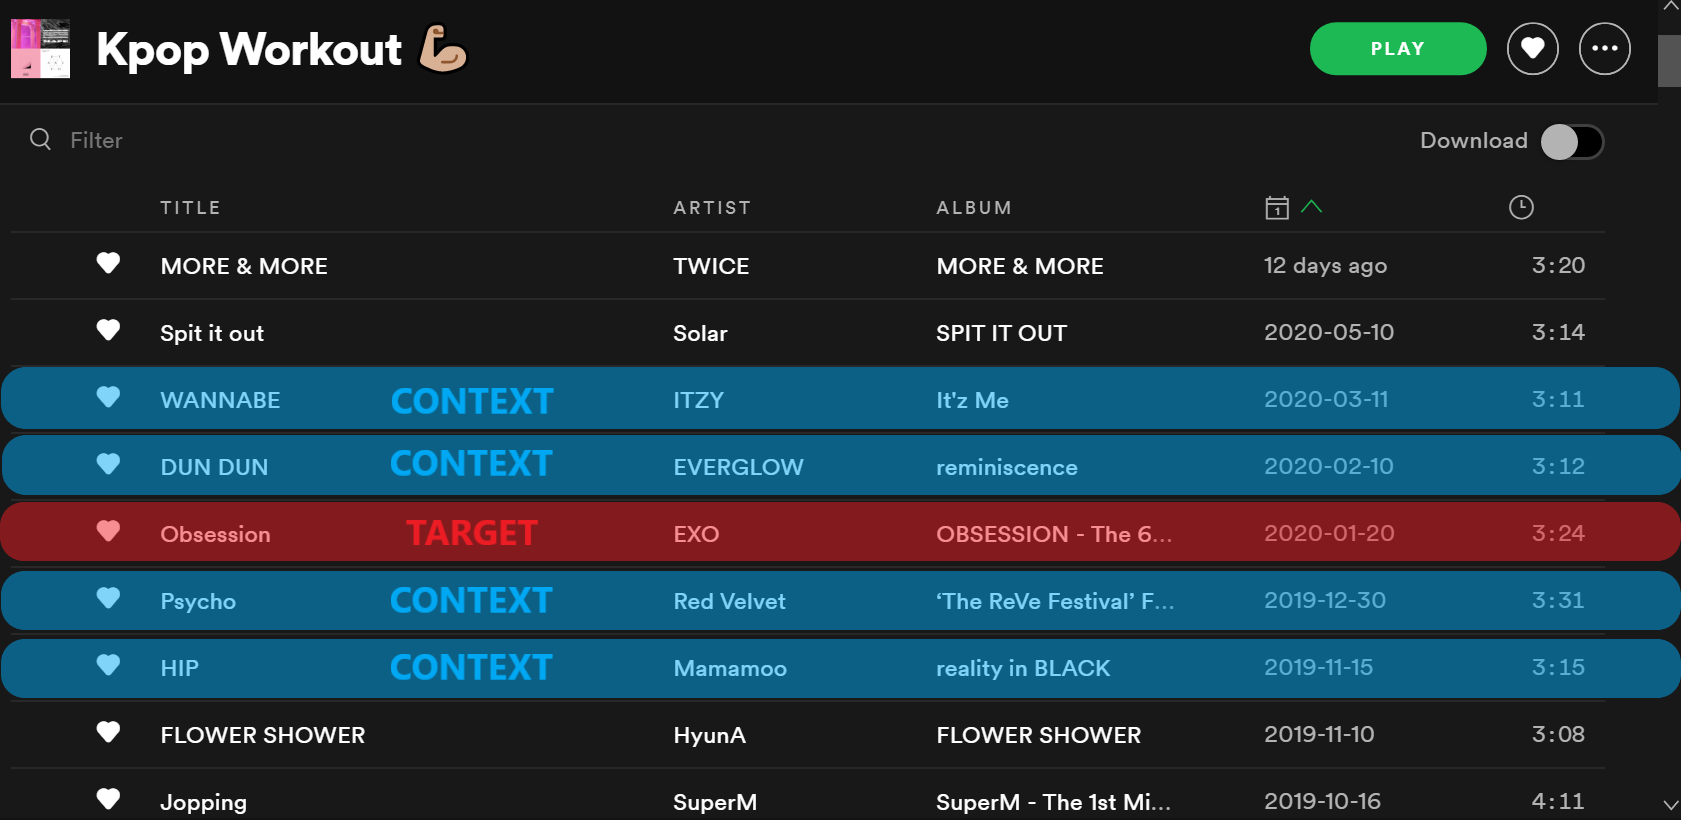 Kpop Workout
PLAY
Filter
Download
TITLE ARTIST ALBUM 1
MORE & MORE TWICE MORE & MORE 12 days ago 3:20
Spit it out Solar SPIT IT OUT 2020-05-10 3:14
WANNABE CONTEXT ITZY It'z Me 2020-03-11 3:11
DUN DUN CONTEXT EVERGLOW reminiscence 2020-02-10 3:12
Obsession TARGET EXO OBSESSION - The 6... 2020-01-20 3:24
Psycho CONTEXT Red Velvet ‘The ReVe Festival’ F... 2019-12-30 3:31
HIP CONTEXT Mamamoo reality in BLACK 2019-11-15 3:15
FLOWER SHOWER HyunA FLOWER SHOWER 2019-11-10 3:08
Jopping SuperM SuperM - The 1st Mi... 2019-10-16 4:11